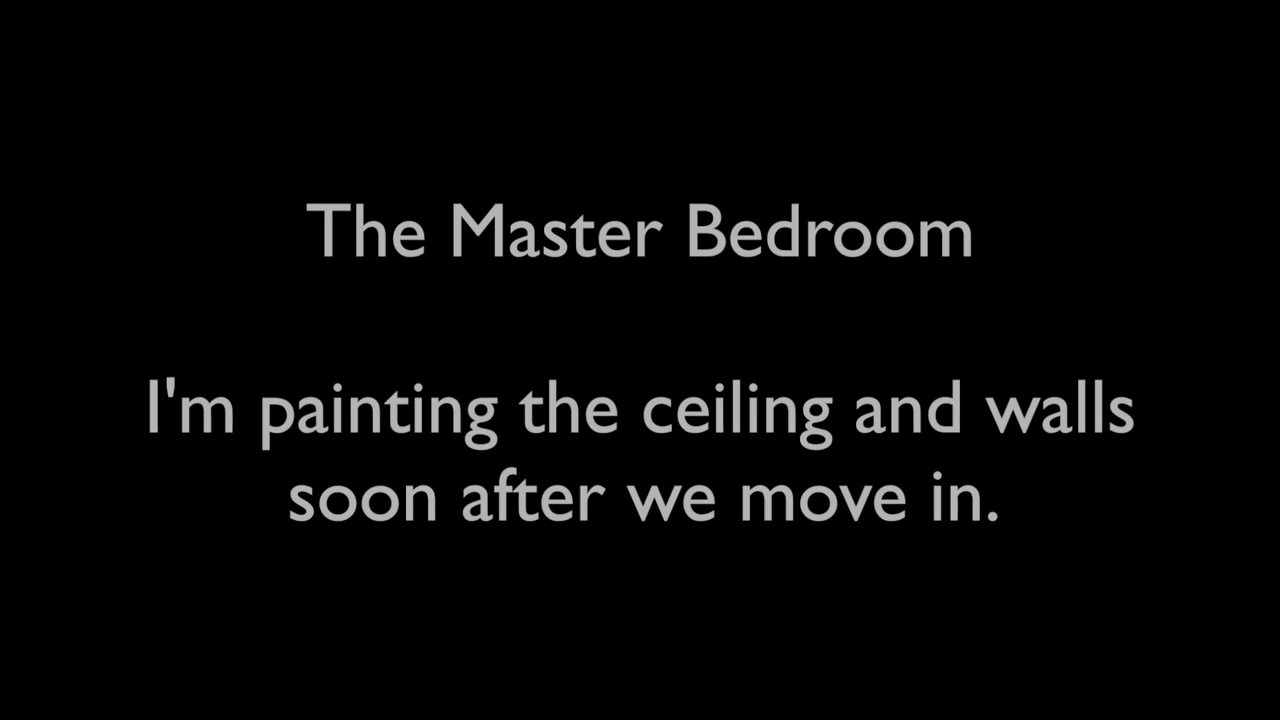 The Master Bedroom
I'm painting the ceiling and walls
soon after we move in.